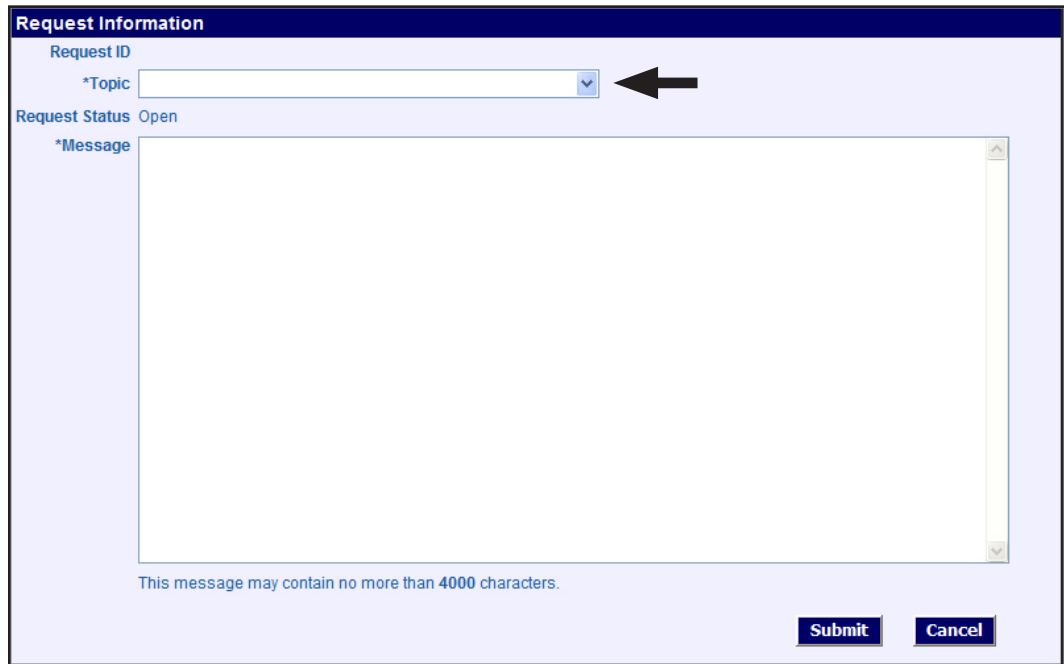 Request Information
Request ID
*Topic
Request Status Open
*Message
This message may contain no more than 4000 characters.
Submit Cancel